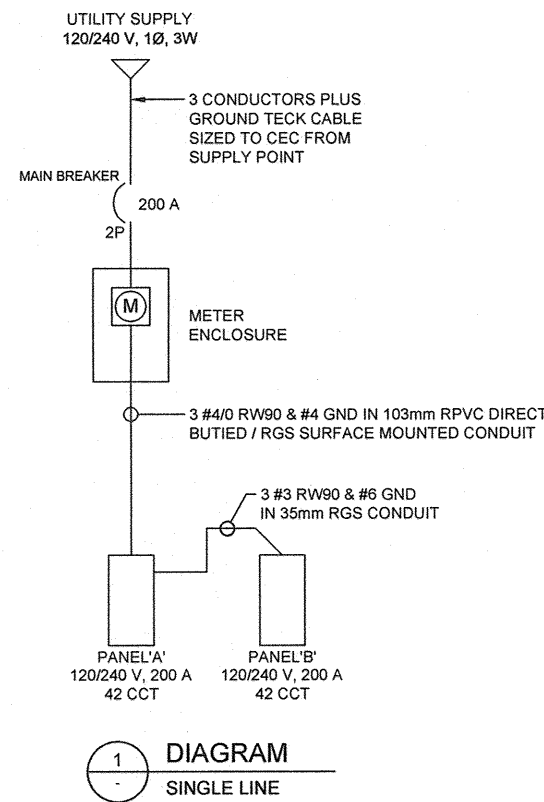 UTILITY SUPPLY
120/240 V, 1Ø, 3W
3 CONDUCTORS PLUS
GROUND TECK CABLE
SIZED TO CEC FROM
SUPPLY POINT
MAIN BREAKER
200 A
2P
M
METER
ENCLOSURE
3 #4/0 RW90 & #4 GND IN 103mm RPVC DIRECT
BUTIED / RGS SURFACE MOUNTED CONDUIT
3 #3 RW90 & #6 GND
IN 35mm RGS CONDUIT
PANEL'A'
120/240 V, 200 A
42 CCT
PANEL'B'
120/240 V, 200 A
42 CCT
1
-
DIAGRAM
SINGLE LINE